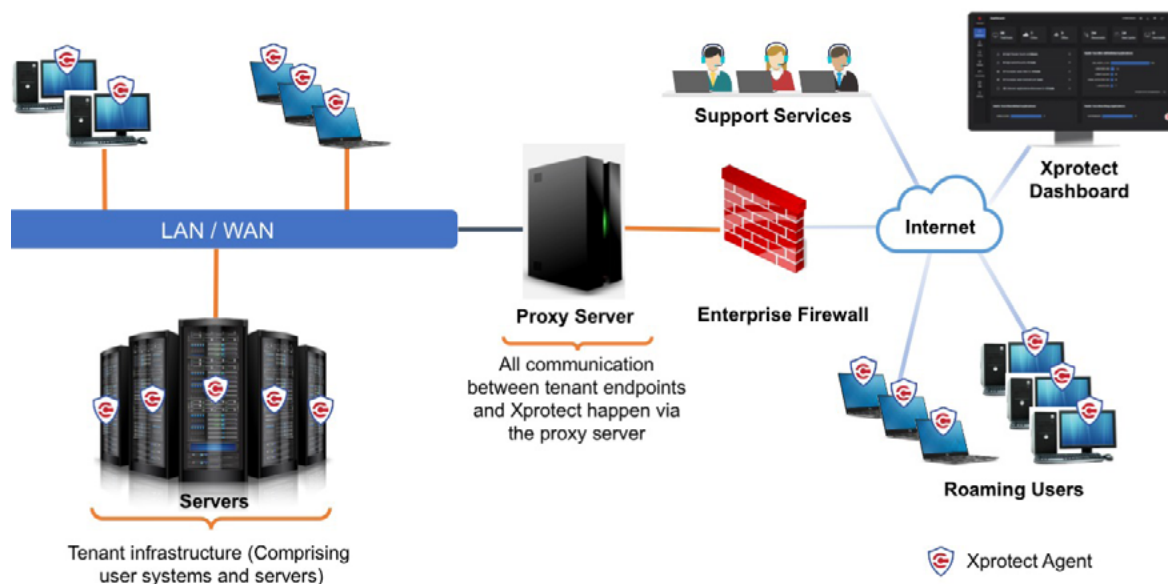 Support Services
Xprotect
Dashboard
LAN / WAN
Internet
Proxy Server
Enterprise Firewall
All communication
between tenant endpoints
and Xprotect happen via
the proxy server
Servers
Roaming Users
Tenant infrastructure (Comprising
user systems and servers)
Xprotect Agent